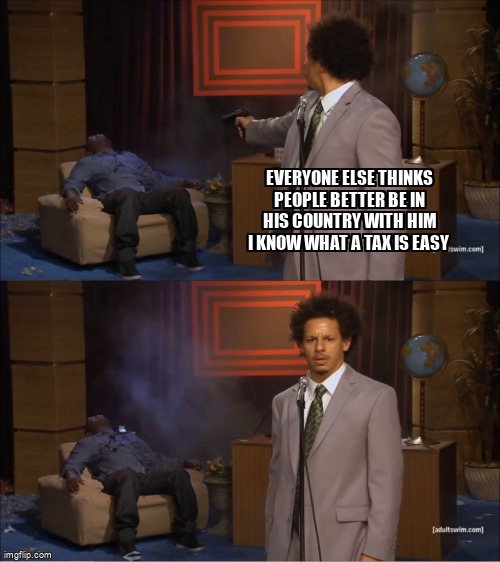 EVERYONE ELSE THINKS
PEOPLE BETTER BE IN
HIS COUNTRY WITH HIM
I KNOW WHAT A TAX IS EASY
[adultswim.com]
imgflip.com